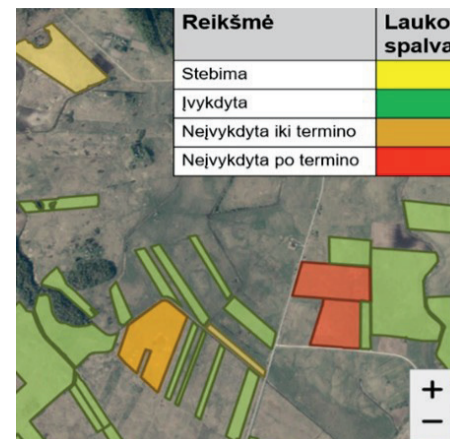 Reikšmė
Lauko
spalva
Stebima
Įvykdyta
Neįvykdyta iki termino
Neįvykdyta po termino
+
−